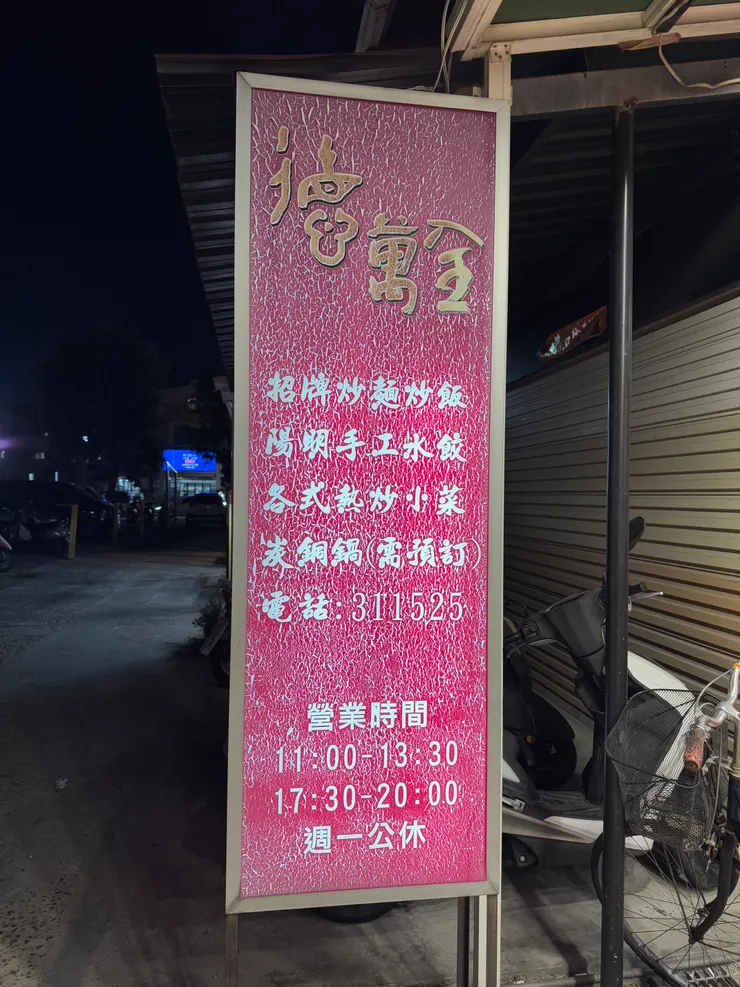 德萬全
招牌炒麵炒飯
陽明手工水餃
各式熱炒小菜
炭銅鍋(需預訂)
電話:311525
營業時間
11:00-13:30
17:30-20:00
週一公休